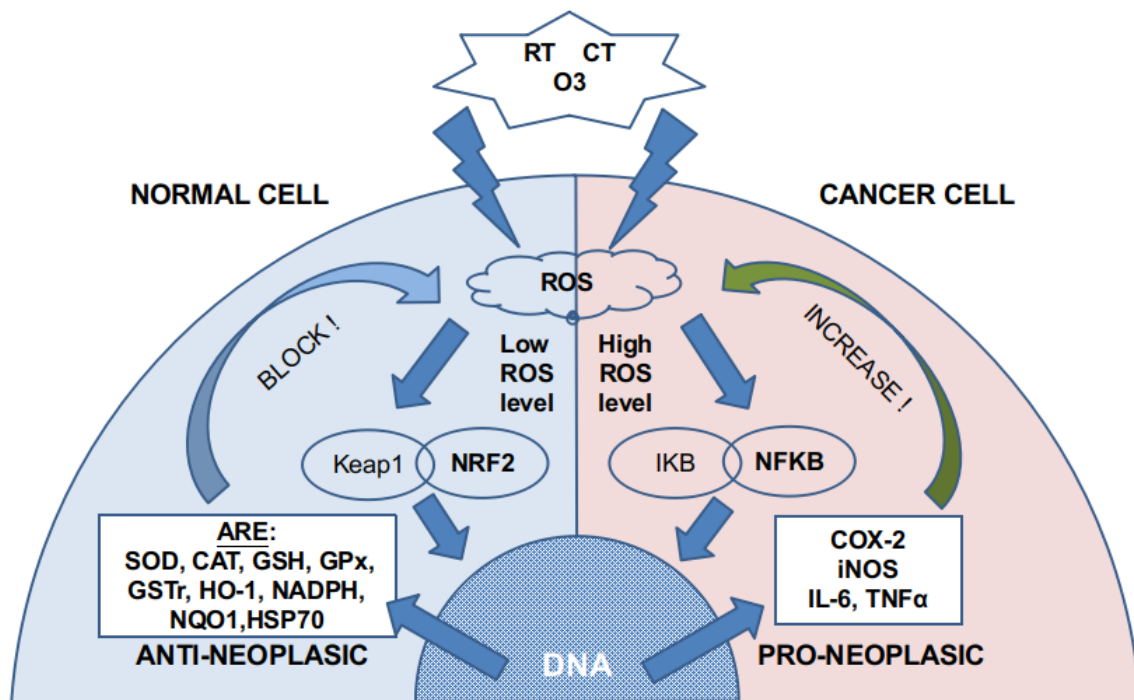 RT CT
O3
NORMAL CELL
CANCER CELL
ROS
BLOCK !
INCREASE !
Low
ROS
level
High
ROS
level
Keap1
NRF2
IKB
NFKB
ARE:
SOD, CAT, GSH, GPx,
GSTr, HO-1, NADPH,
NQO1,HSP70
COX-2
iNOS
IL-6, TNFα
ANTI-NEOPLASIC
DNA
PRO-NEOPLASIC